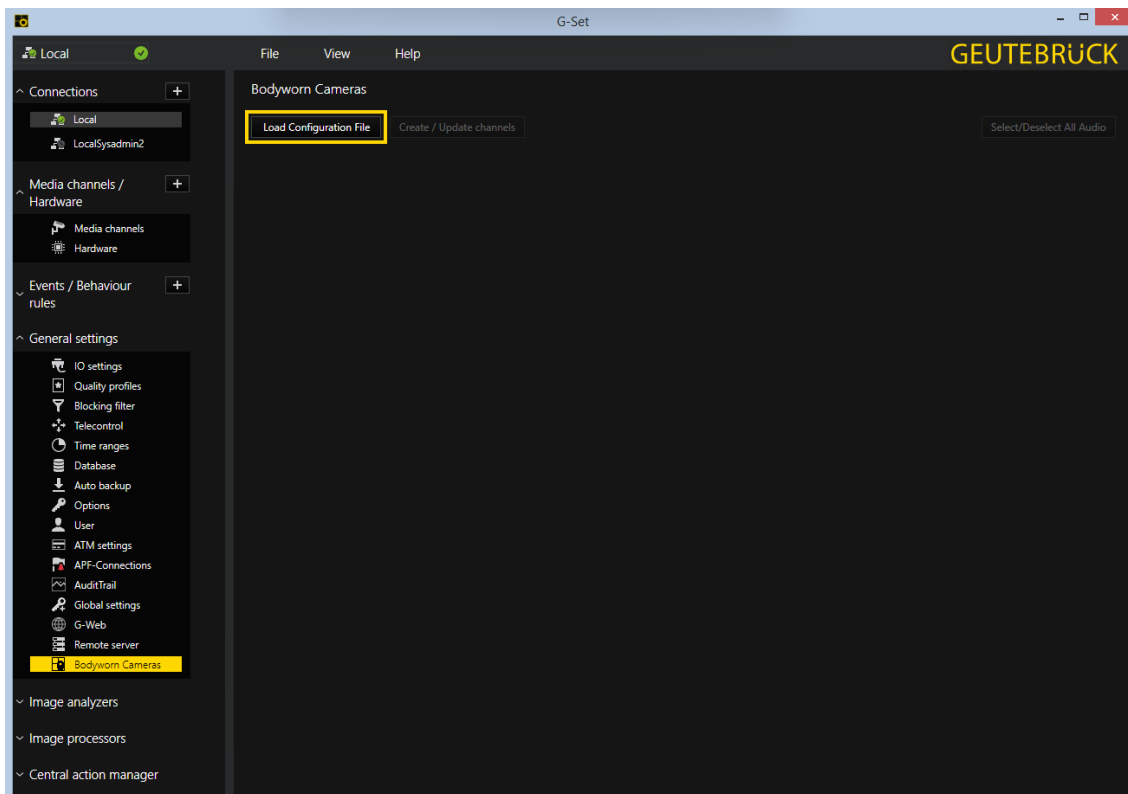 G-Set
Local
File View Help
GEUTEBRÜCK
Connections +
Local
LocalSysadmin2
Media channels / Hardware +
Media channels
Hardware
Events / Behaviour rules +
General settings
IO settings
Quality profiles
Blocking filter
Telecontrol
Time ranges
Database
Auto backup
Options
User
ATM settings
APF-Connections
AuditTrail
Global settings
G-Web
Remote server
Bodyworn Cameras
Image analyzers
Image processors
Central action manager
Bodyworn Cameras
Load Configuration File Create / Update channels Select/Deselect All Audio